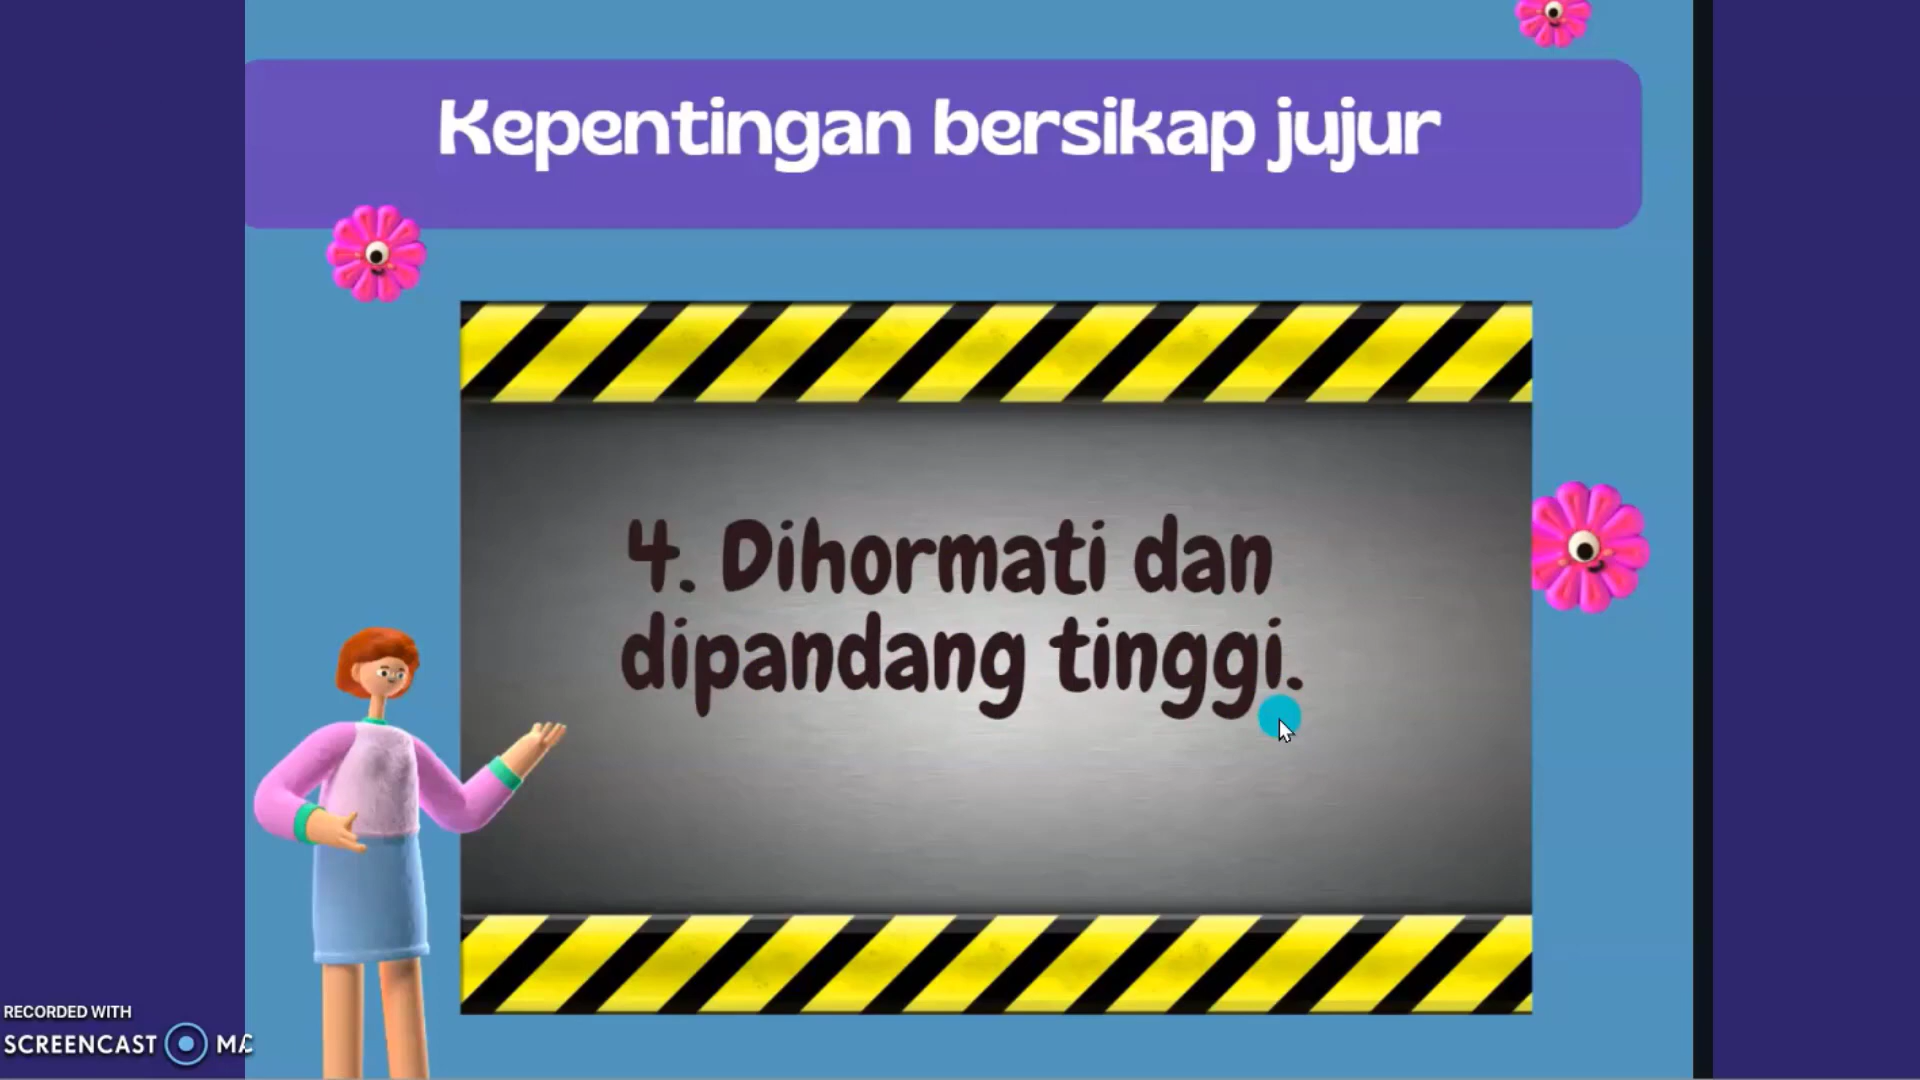 Kepentingan bersikap jujur
4. Dihormati dan
dipandang tinggi.
RECORDED WITH
SCREENCAST